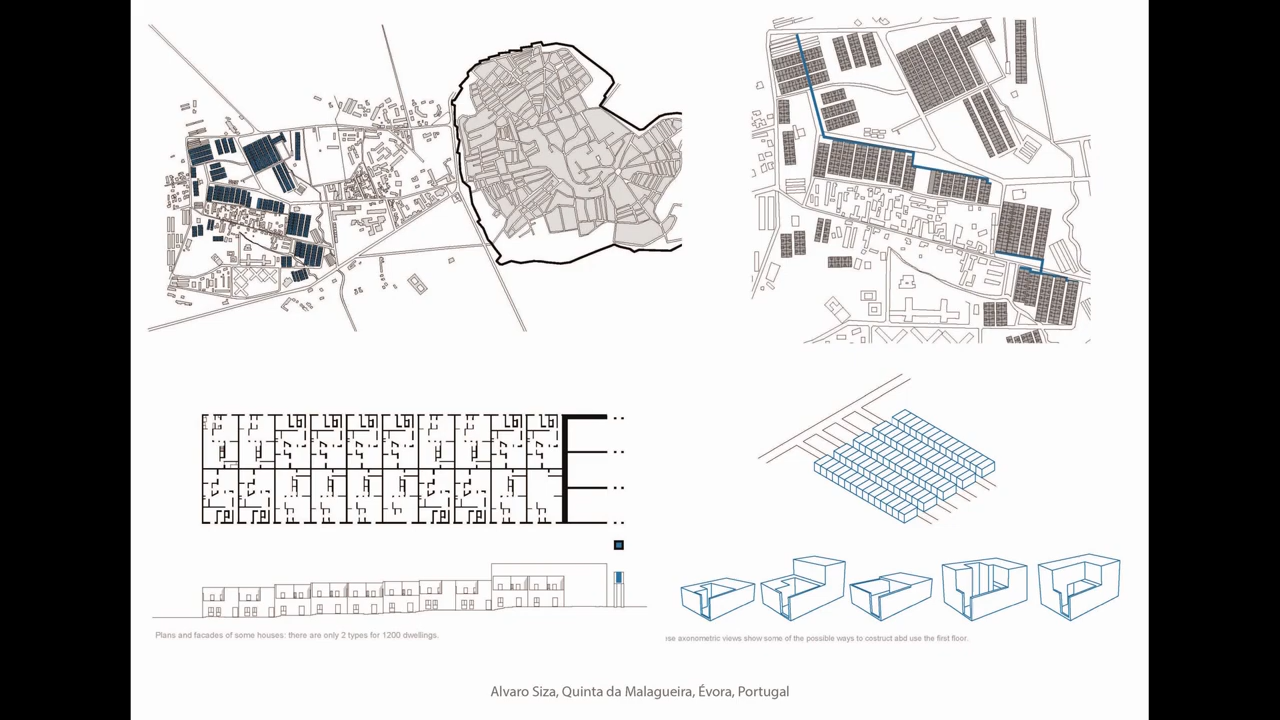 Plans and facades of some houses: there are only 2 types for 1200 dwellings.
se axonometric views show some of the possible ways to costruct abd use the first floor.
Alvaro Siza, Quinta da Malagueira, Évora, Portugal